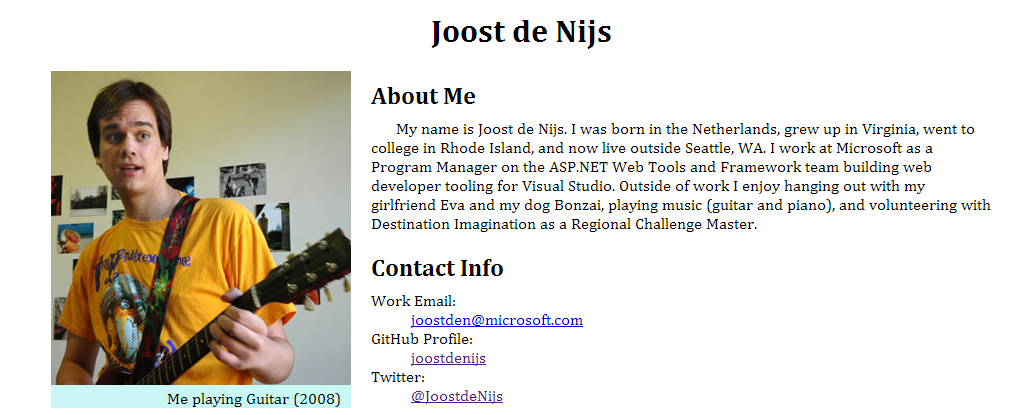 Joost de Nijs
About Me
My name is Joost de Nijs. I was born in the Netherlands, grew up in Virginia, went to
college in Rhode Island, and now live outside Seattle, WA. I work at Microsoft as a
Program Manager on the ASP.NET Web Tools and Framework team building web
developer tooling for Visual Studio. Outside of work I enjoy hanging out with my
girlfriend Eva and my dog Bonzai, playing music (guitar and piano), and volunteering with
Destination Imagination as a Regional Challenge Master.
Contact Info
Work Email:
joostden@microsoft.com
GitHub Profile:
joostdenijs
Twitter:
@JoostdeNijs
Me playing Guitar (2008)